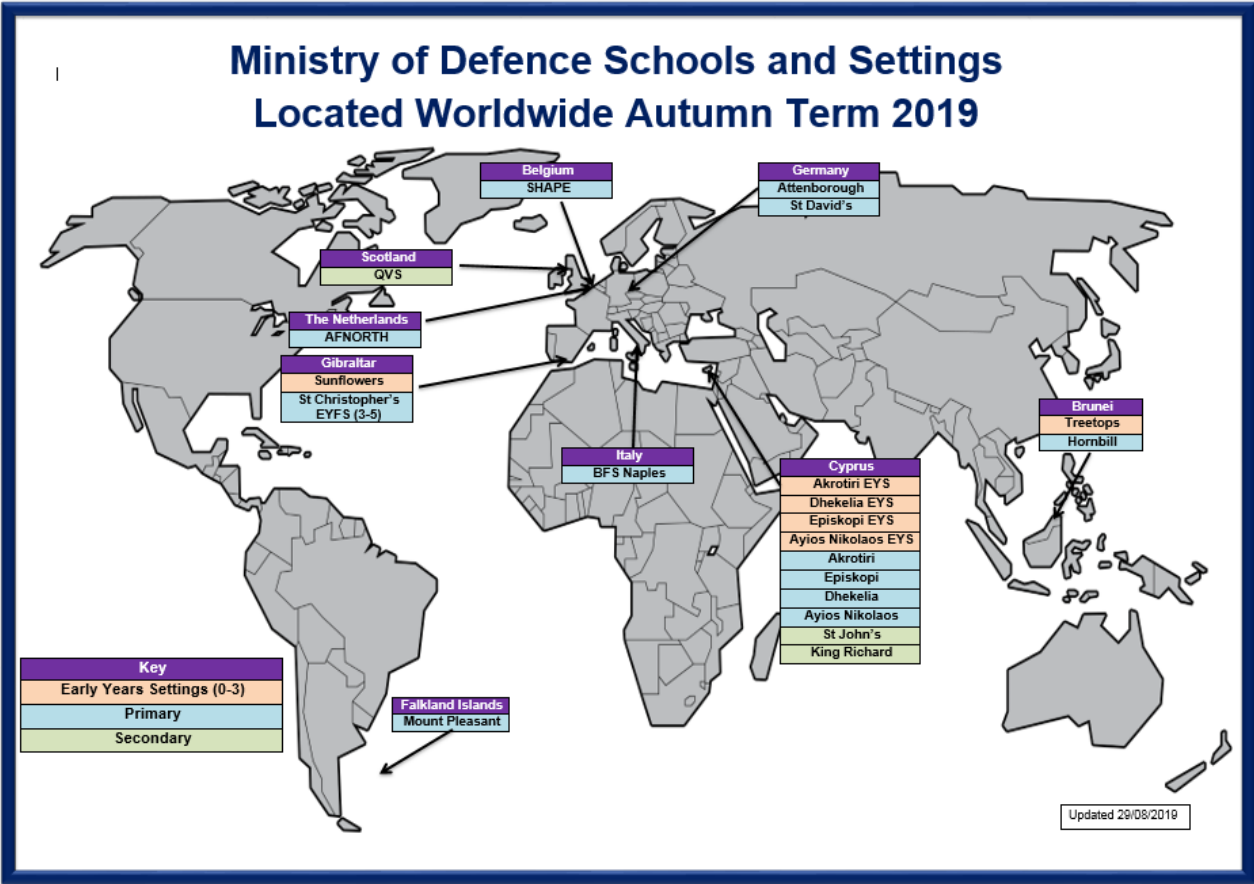 Ministry of Defence Schools and Settings
Located Worldwide Autumn Term 2019
Belgium
SHAPE
Germany
Attenborough
St David's
Scotland
QVS
The Netherlands
AFNORTH
Gibraltar
Sunflowers
St Christopher's
EYFS (3-5)
Italy
BFS Naples
Brunei
Treetops
Hornbill
Cyprus
Akrotiri EYS
Dhekelia EYS
Episkopi EYS
Ayios Nikolaos EYS
Akrotiri
Episkopi
Dhekelia
Ayios Nikolaos
St John's
King Richard
Key
Early Years Settings (0-3)
Primary
Secondary
Falkland Islands
Mount Pleasant
Updated 29/08/2019